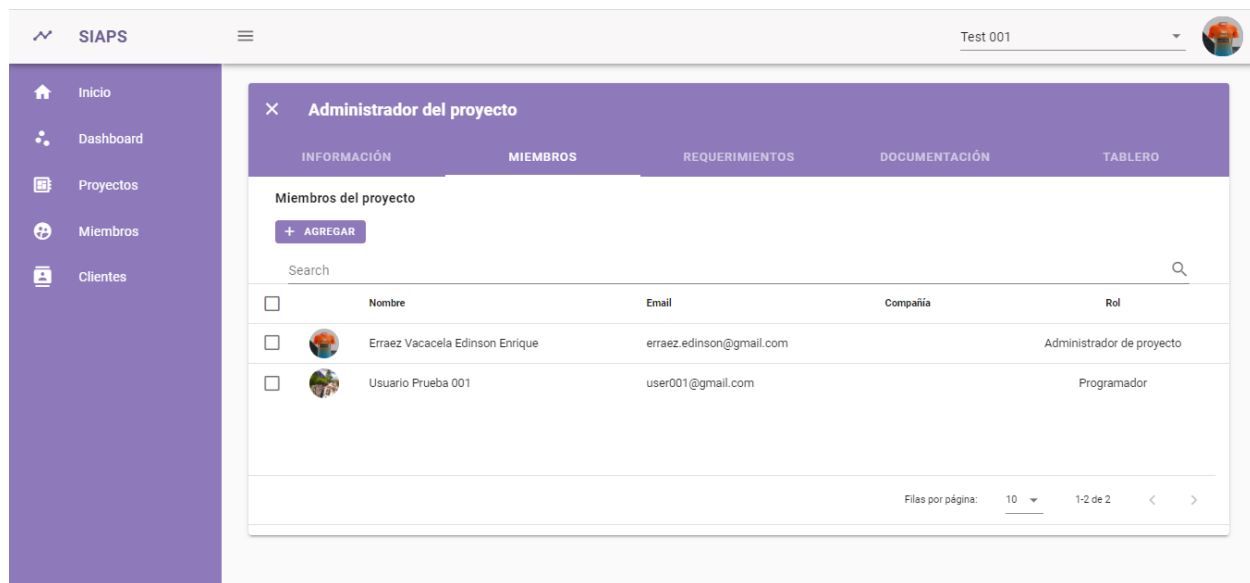 SIAPS
Test 001
Inicio
Dashboard
Proyectos
Miembros
Clientes
Administrador del proyecto
INFORMACIÓN MIEMBROS REQUERIMIENTOS DOCUMENTACIÓN TABLERO
Miembros del proyecto
+ AGREGAR
Search
Nombre Email Compañía Rol
Erraez Vacacela Edinson Enrique erraez.edinson@gmail.com Administrador de proyecto
Usuario Prueba 001 user001@gmail.com Programador
Filas por página: 10 1-2 de 2